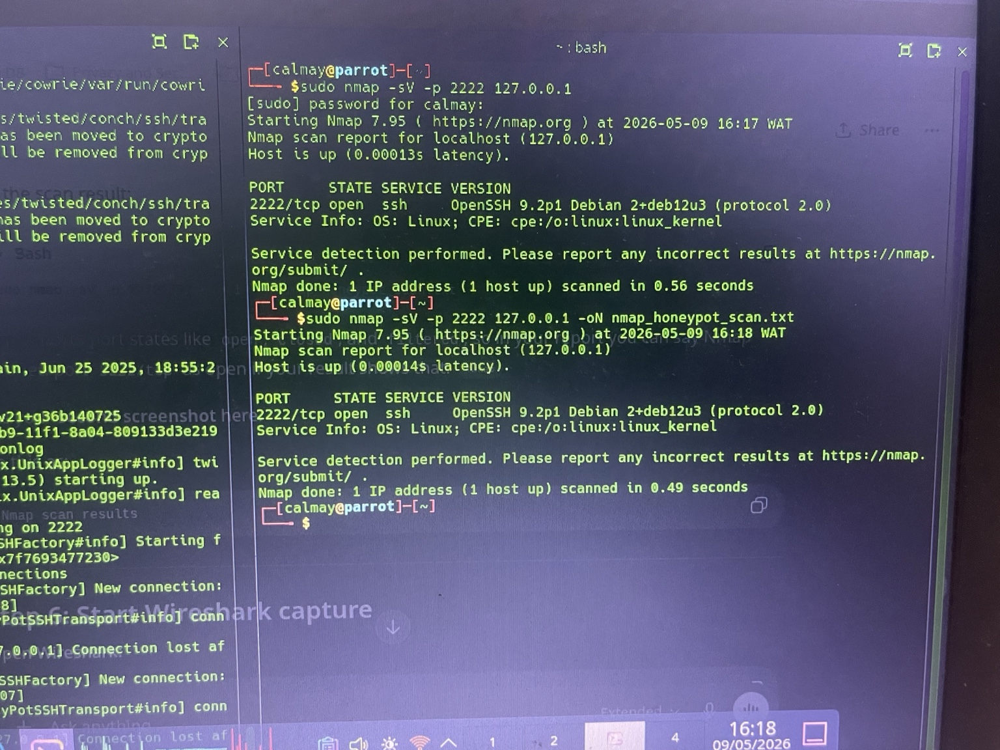 ~ : bash
ie/cowrie/var/run/cowri
s/twisted/conch/ssh/tra
as been moved to crypto
ll be removed from cryp
the scan result:
es/twisted/conch/ssh/tra
has been moved to crypto
ill be removed from cryp
Bash
ain, Jun 25 2025, 18:55:2
v21+g36b140725
screenshot here
b9-11f1-8a04-809133d3e219
onlog
x.UnixAppLogger#info] twi
13.5) starting up.
x.UnixAppLogger#info] rea
Nmap scan results
ng on 2222
SHFactory#info] Starting f
x7f7693477230>
nections
SHFactory] New connection:
8]
Start Wireshark capture
yPotSSHTransport#info] conn
7.0.0.1] Connection lost af
SSHFactory] New connection:
07]
yPotSSHTransport#info] conn
Ask anything
Connection lost af
┌─[calmay@parrot]─[~]
└──╼ $sudo nmap -sV -p 2222 127.0.0.1
[sudo] password for calmay:
Starting Nmap 7.95 ( https://nmap.org ) at 2026-05-09 16:17 WAT
Nmap scan report for localhost (127.0.0.1)
Host is up (0.00013s latency).
PORT     STATE SERVICE VERSION
2222/tcp open  ssh     OpenSSH 9.2p1 Debian 2+deb12u3 (protocol 2.0)
Service Info: OS: Linux; CPE: cpe:/o:linux:linux_kernel
Service detection performed. Please report any incorrect results at https://nmap.
org/submit/ .
Nmap done: 1 IP address (1 host up) scanned in 0.56 seconds
┌─[calmay@parrot]─[~]
└──╼ $sudo nmap -sV -p 2222 127.0.0.1 -oN nmap_honeypot_scan.txt
Starting Nmap 7.95 ( https://nmap.org ) at 2026-05-09 16:18 WAT
Nmap scan report for localhost (127.0.0.1)
Host is up (0.00014s latency).
PORT     STATE SERVICE VERSION
2222/tcp open  ssh     OpenSSH 9.2p1 Debian 2+deb12u3 (protocol 2.0)
Service Info: OS: Linux; CPE: cpe:/o:linux:linux_kernel
Service detection performed. Please report any incorrect results at https://nmap.
org/submit/ .
Nmap done: 1 IP address (1 host up) scanned in 0.49 seconds
┌─[calmay@parrot]─[~]
└──╼ $
Share
Extended
1 2 4
16:18
09/05/2026